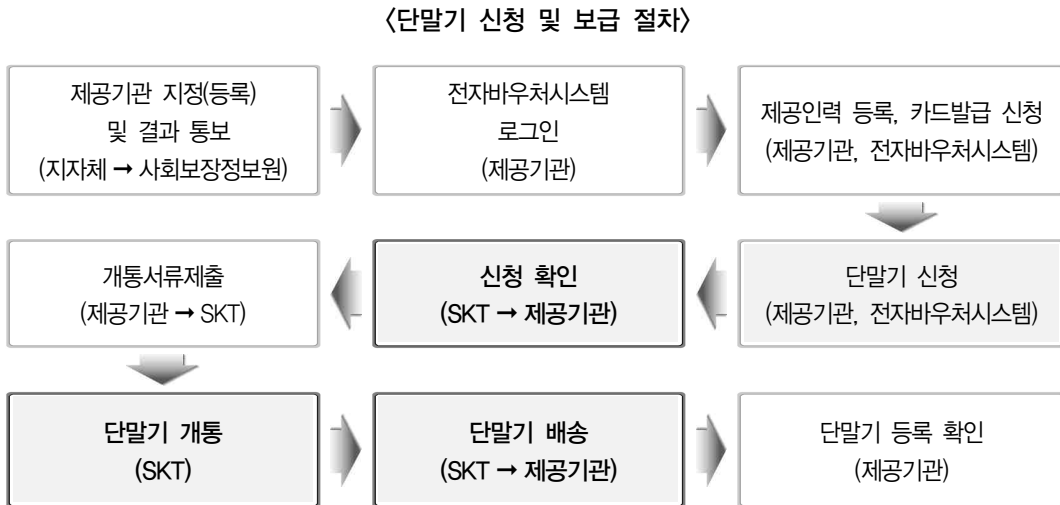 〈단말기 신청 및 보급 절차〉
제공기관 지정(등록)
및 결과 통보
(지자체 → 사회보장정보원)
전자바우처시스템
로그인
(제공기관)
제공인력 등록, 카드발급 신청
(제공기관, 전자바우처시스템)
단말기 신청
(제공기관, 전자바우처시스템)
신청 확인
(SKT → 제공기관)
개통서류제출
(제공기관 → SKT)
단말기 개통
(SKT)
단말기 배송
(SKT → 제공기관)
단말기 등록 확인
(제공기관)